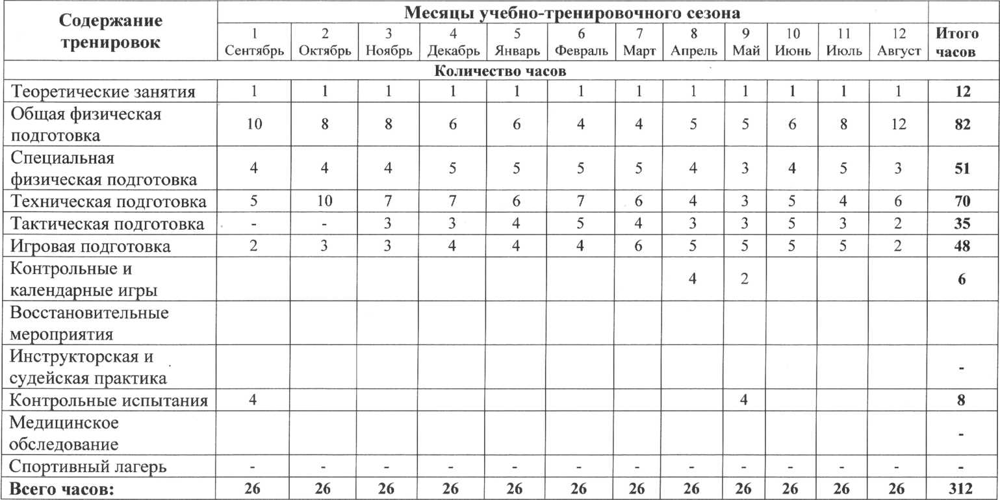 Содержание тренировок Месяцы учебно-тренировочного сезона
1 2 3 4 5 6 7 8 9 10 11 12 Итого часов
Сентябрь Октябрь Ноябрь Декабрь Январь Февраль Март Апрель Май Июнь Июль Август
Количество часов
Теоретические занятия 1 1 1 1 1 1 1 1 1 1 1 1 12
Общая физическая
подготовка 10 8 8 6 6 4 4 5 5 6 8 12 82
Специальная
физическая подготовка 4 4 4 5 5 5 5 4 3 4 5 3 51
Техническая подготовка 5 10 7 7 6 7 6 4 3 5 4 6 70
Тактическая подготовка - - 3 3 4 5 4 3 3 5 3 2 35
Игровая подготовка 2 3 3 4 4 4 6 5 5 5 5 2 48
Контрольные и
календарные игры 4 2 6
Восстановительные
мероприятия
Инструкторская и
судейская практика -
Контрольные испытания 4 4 8
Медицинское
обследование -
Спортивный лагерь - - - - - - - - - - - - -
Всего часов: 26 26 26 26 26 26 26 26 26 26 26 26 312